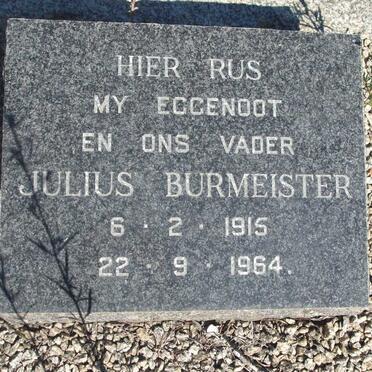 HIER RUS
MY EGGENOOT
EN ONS VADER
JULIUS BURMEISTER
6 · 2 · 1915
22 · 9 · 1964.